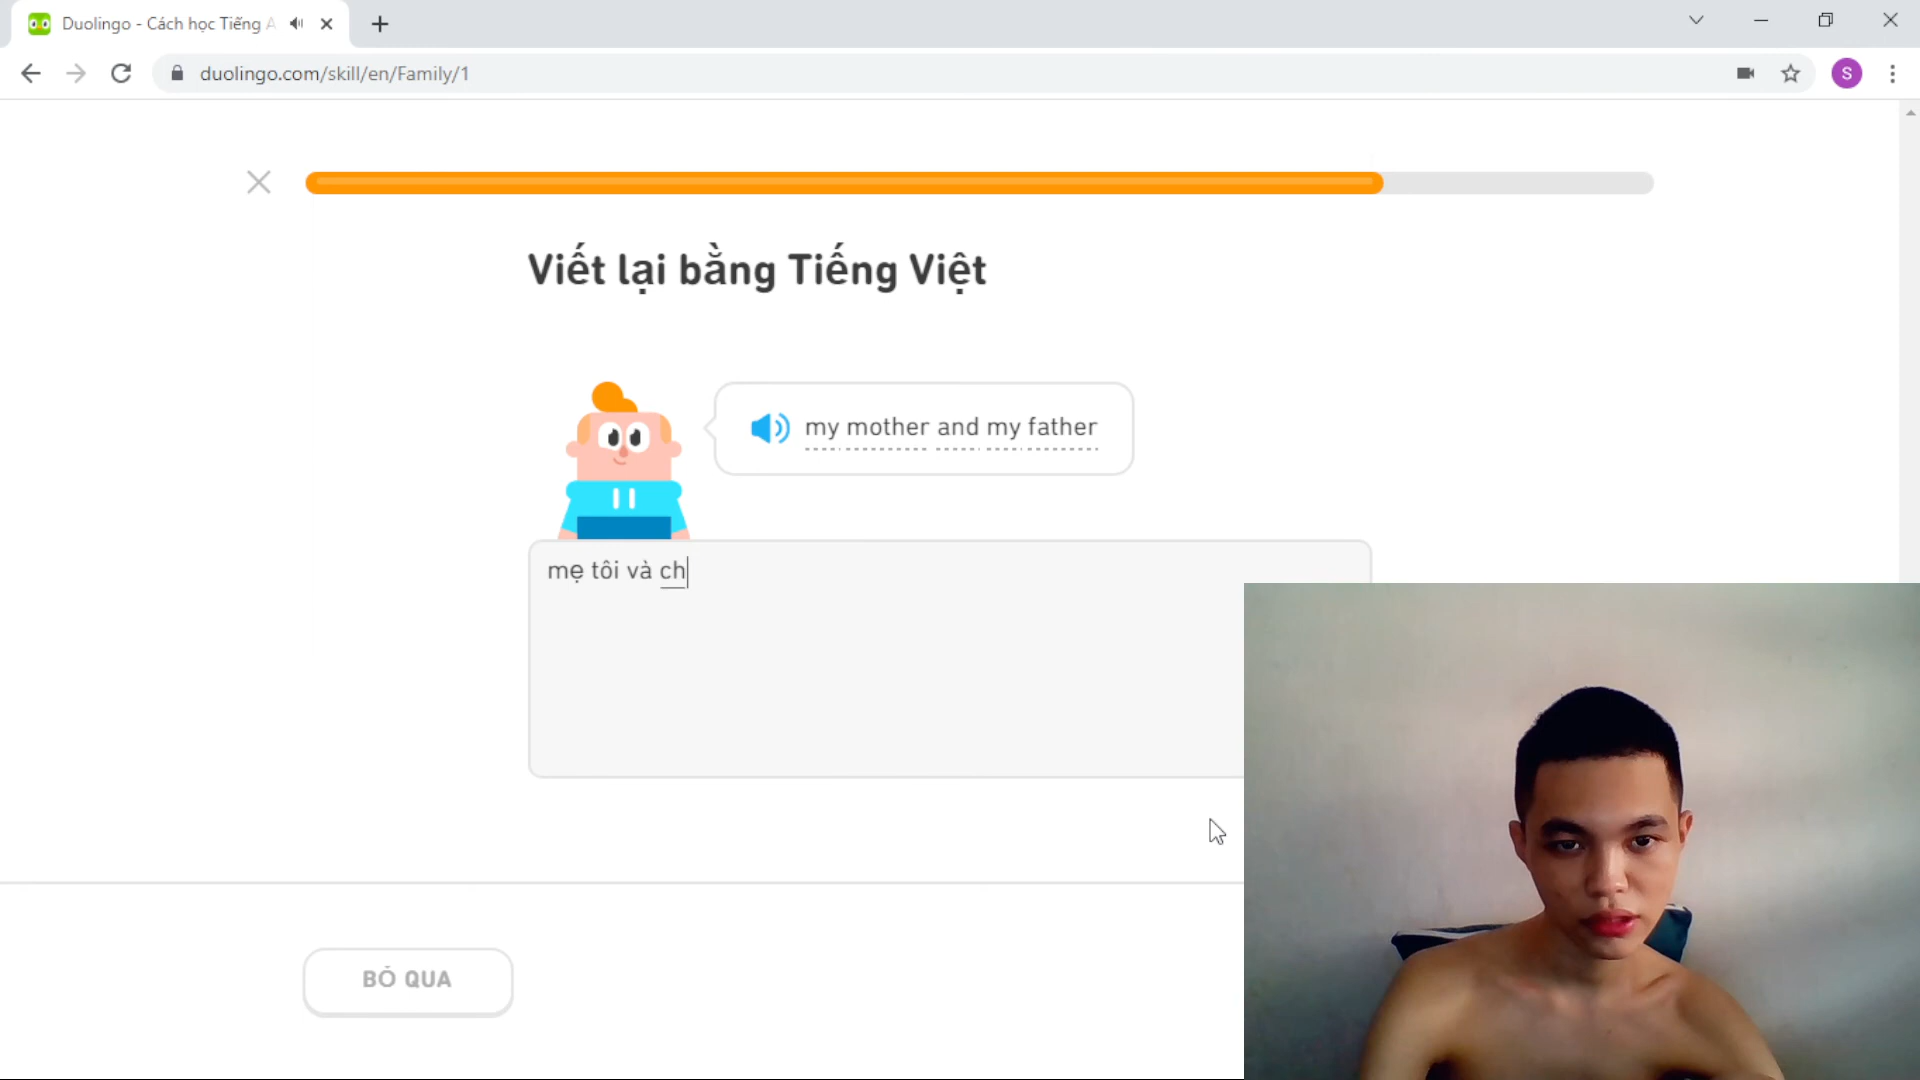 Duolingo - Cách học Tiếng A
duolingo.com/skill/en/Family/1
S
Viết lại bằng Tiếng Việt
my mother and my father
mẹ tôi và ch
BỎ QUA